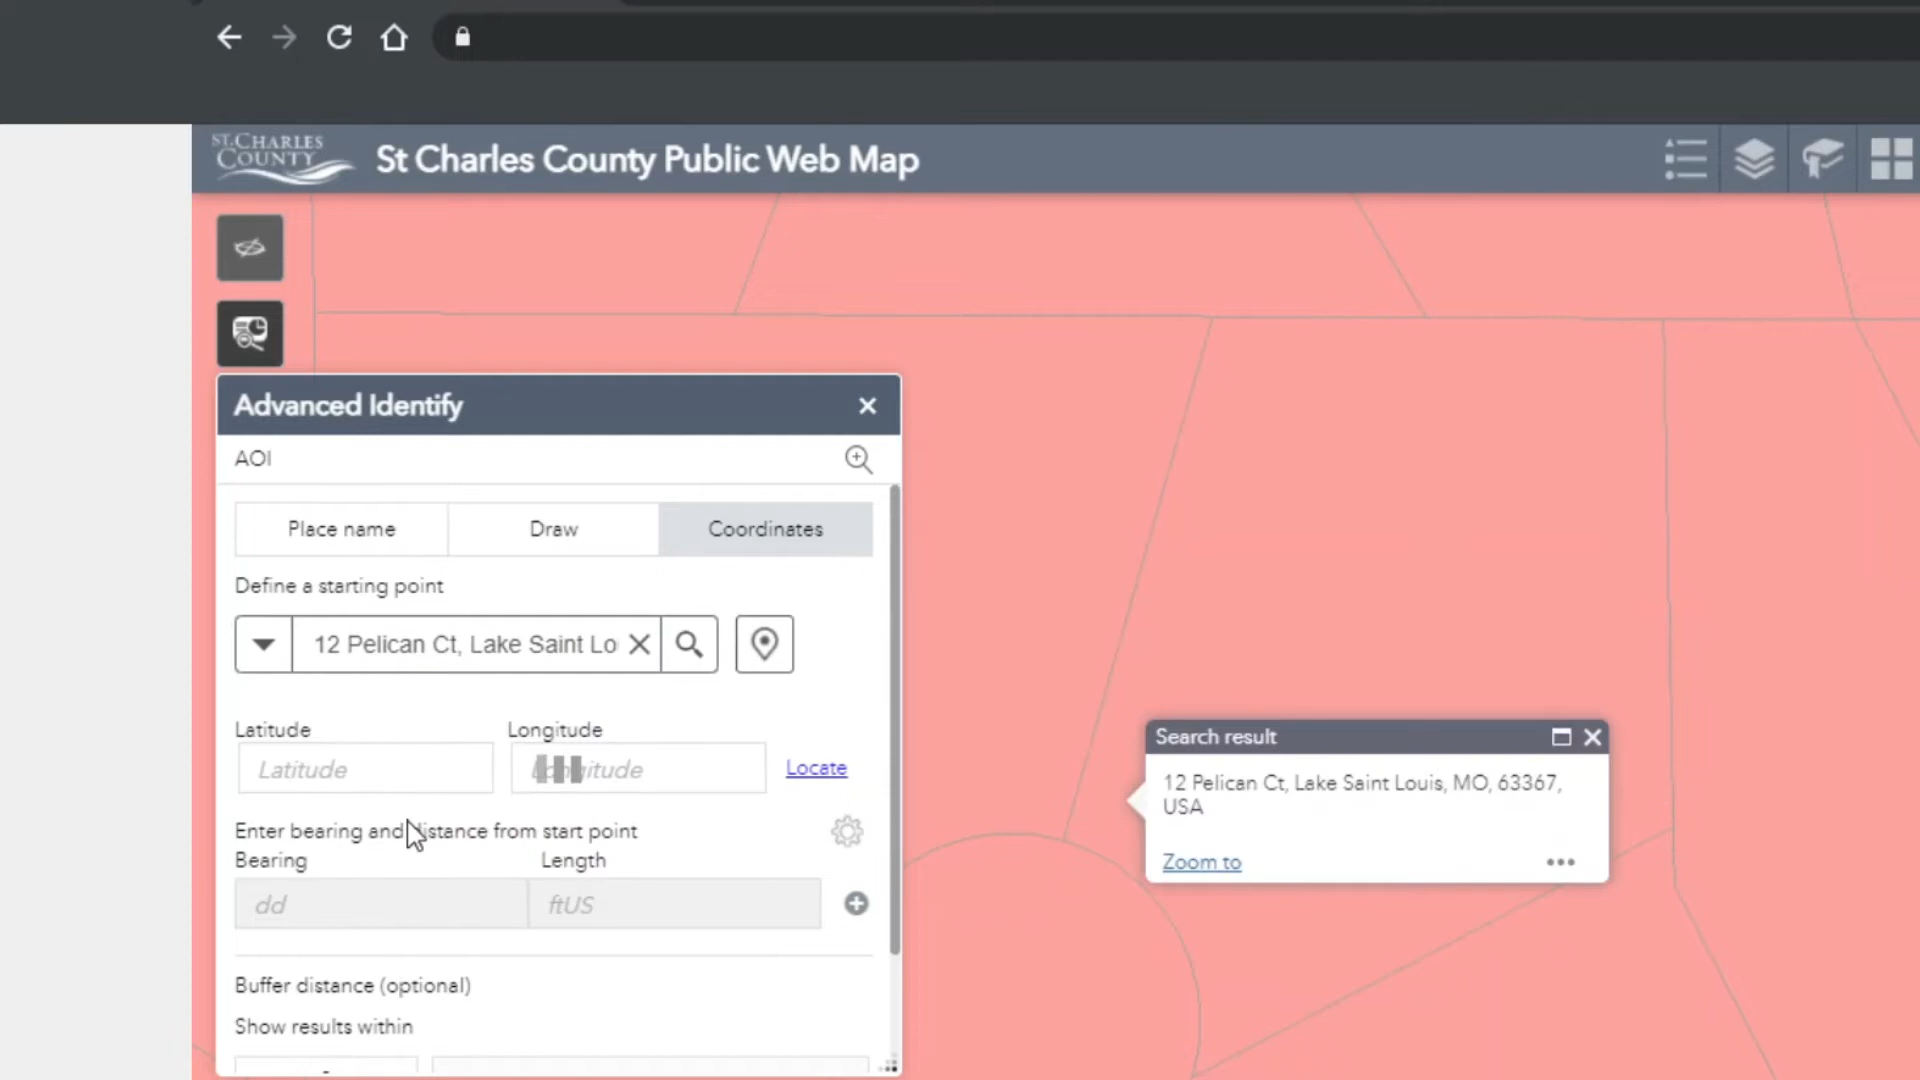 ST. CHARLES
COUNTY
St Charles County Public Web Map
Advanced Identify
AOI
Place name
Draw
Coordinates
Define a starting point
12 Pelican Ct, Lake Saint Lo
Latitude
Longitude
Latitude
Longitude
Locate
Enter bearing and distance from start point
Bearing
Length
dd
ftUS
Buffer distance (optional)
Show results within
Search result
12 Pelican Ct, Lake Saint Louis, MO, 63367,
USA
Zoom to